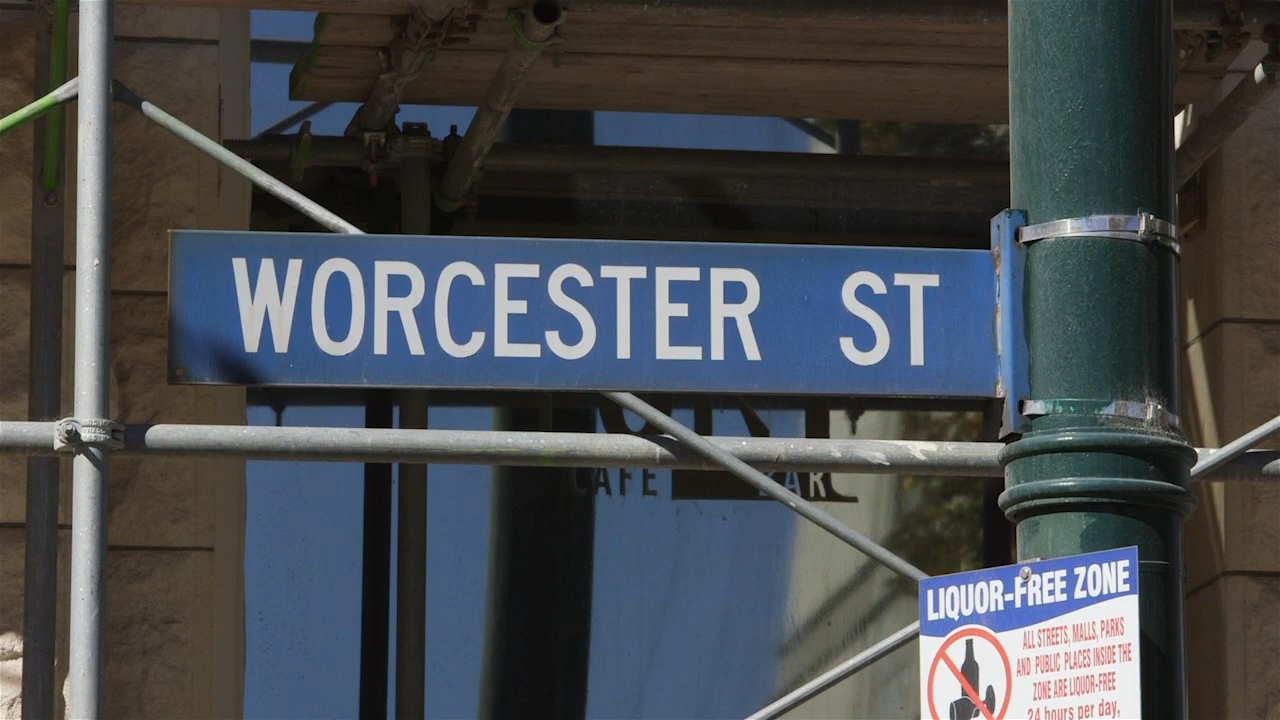 WORCESTER ST
CAFE BAR
LIQUOR-FREE ZONE
ALL STREETS, MALLS, PARKS
AND PUBLIC PLACES INSIDE THE
ZONE ARE LIQUOR-FREE
24 hours per day,